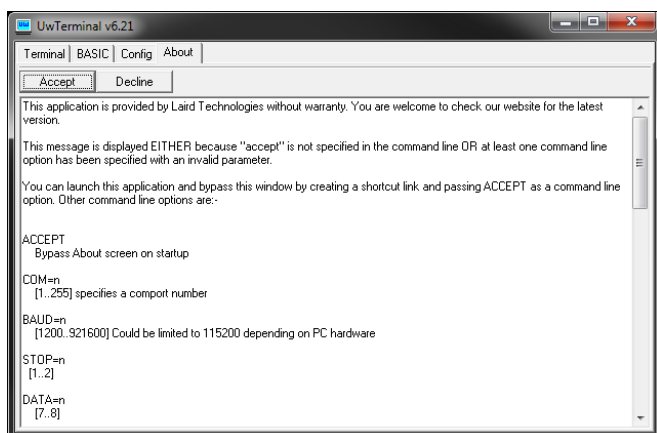 UwTerminal v6.21
Terminal BASIC Config About
Accept Decline
This application is provided by Laird Technologies without warranty. You are welcome to check our website for the latest
version.
This message is displayed EITHER because "accept" is not specified in the command line OR at least one command line
option has been specified with an invalid parameter.
You can launch this application and bypass this window by creating a shortcut link and passing ACCEPT as a command line
option. Other command line options are:-
ACCEPT
Bypass About screen on startup
COM=n
[1..255] specifies a comport number
BAUD=n
[1200..921600] Could be limited to 115200 depending on PC hardware
STOP=n
[1..2]
DATA=n
[7..8]